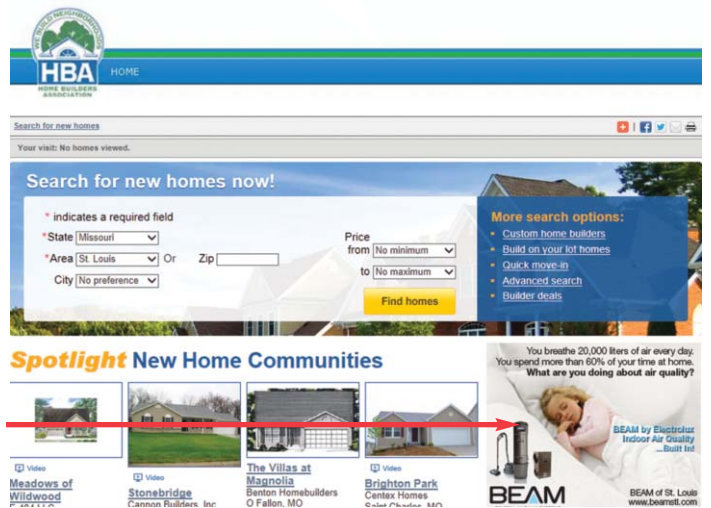 WE BUILD NEIGHBORHOODS
HBA
HOME BUILDERS
ASSOCIATION
HOME
Search for new homes
Your visit: No homes viewed.
Search for new homes now!
* indicates a required field
*State Missouri
*Area St. Louis Or Zip
City No preference
Price
from No minimum
to No maximum
Find homes
More search options:
Custom home builders
Build on your lot homes
Quick move-in
Advanced search
Builder deals
Spotlight New Home Communities
Video
Meadows of
Wildwood
Video
Stonebridge
Cannon Builders, Inc
The Villas at
Magnolia
Benton Homebuilders
O Fallon, MO
Video
Brighton Park
Centex Homes
Saint Charles, MO
You breathe 20,000 liters of air every day.
You spend more than 60% of your time at home.
What are you doing about air quality?
BEAM by Electrolux
Indoor Air Quality
...Built In!
BEAM
BEAM of St. Louis
www.beamstl.com